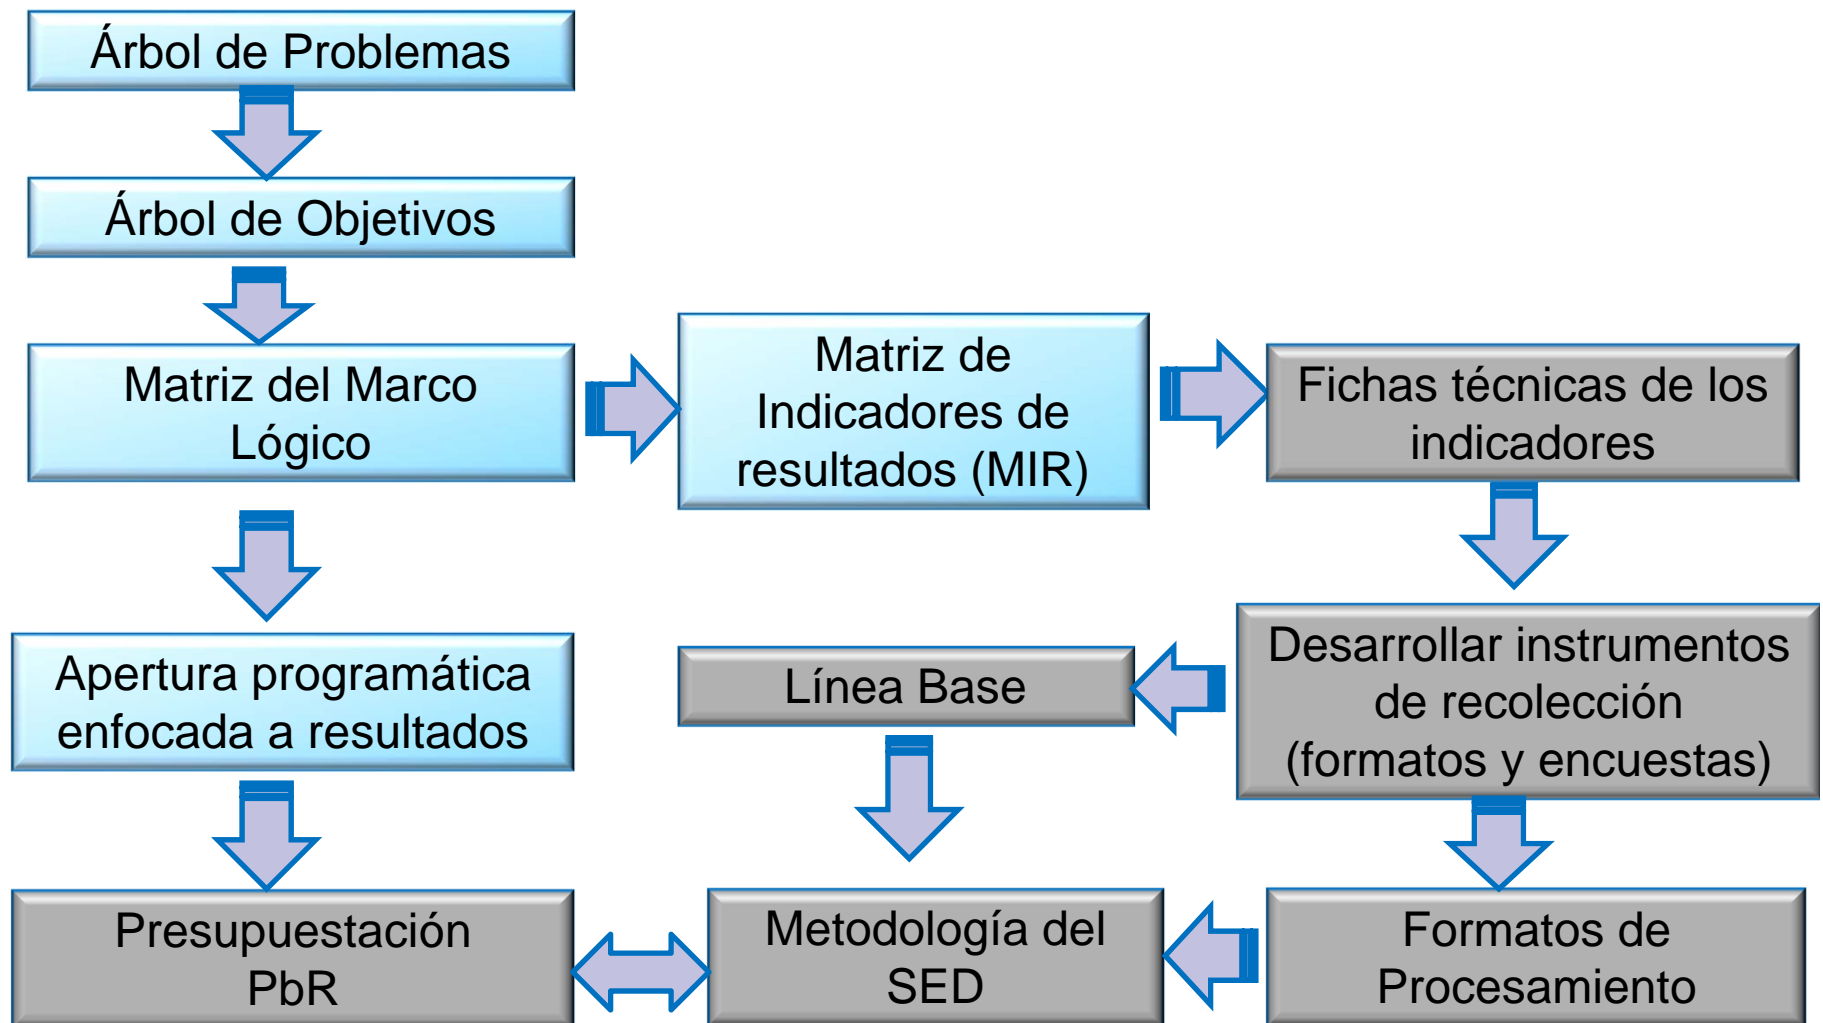 Árbol de Problemas
Árbol de Objetivos
Matriz del Marco
Lógico
Matriz de
Indicadores de
resultados (MIR)
Fichas técnicas de los
indicadores
Apertura programática
enfocada a resultados
Línea Base
Desarrollar instrumentos
de recolección
(formatos y encuestas)
Presupuestación
PbR
Metodología del
SED
Formatos de
Procesamiento